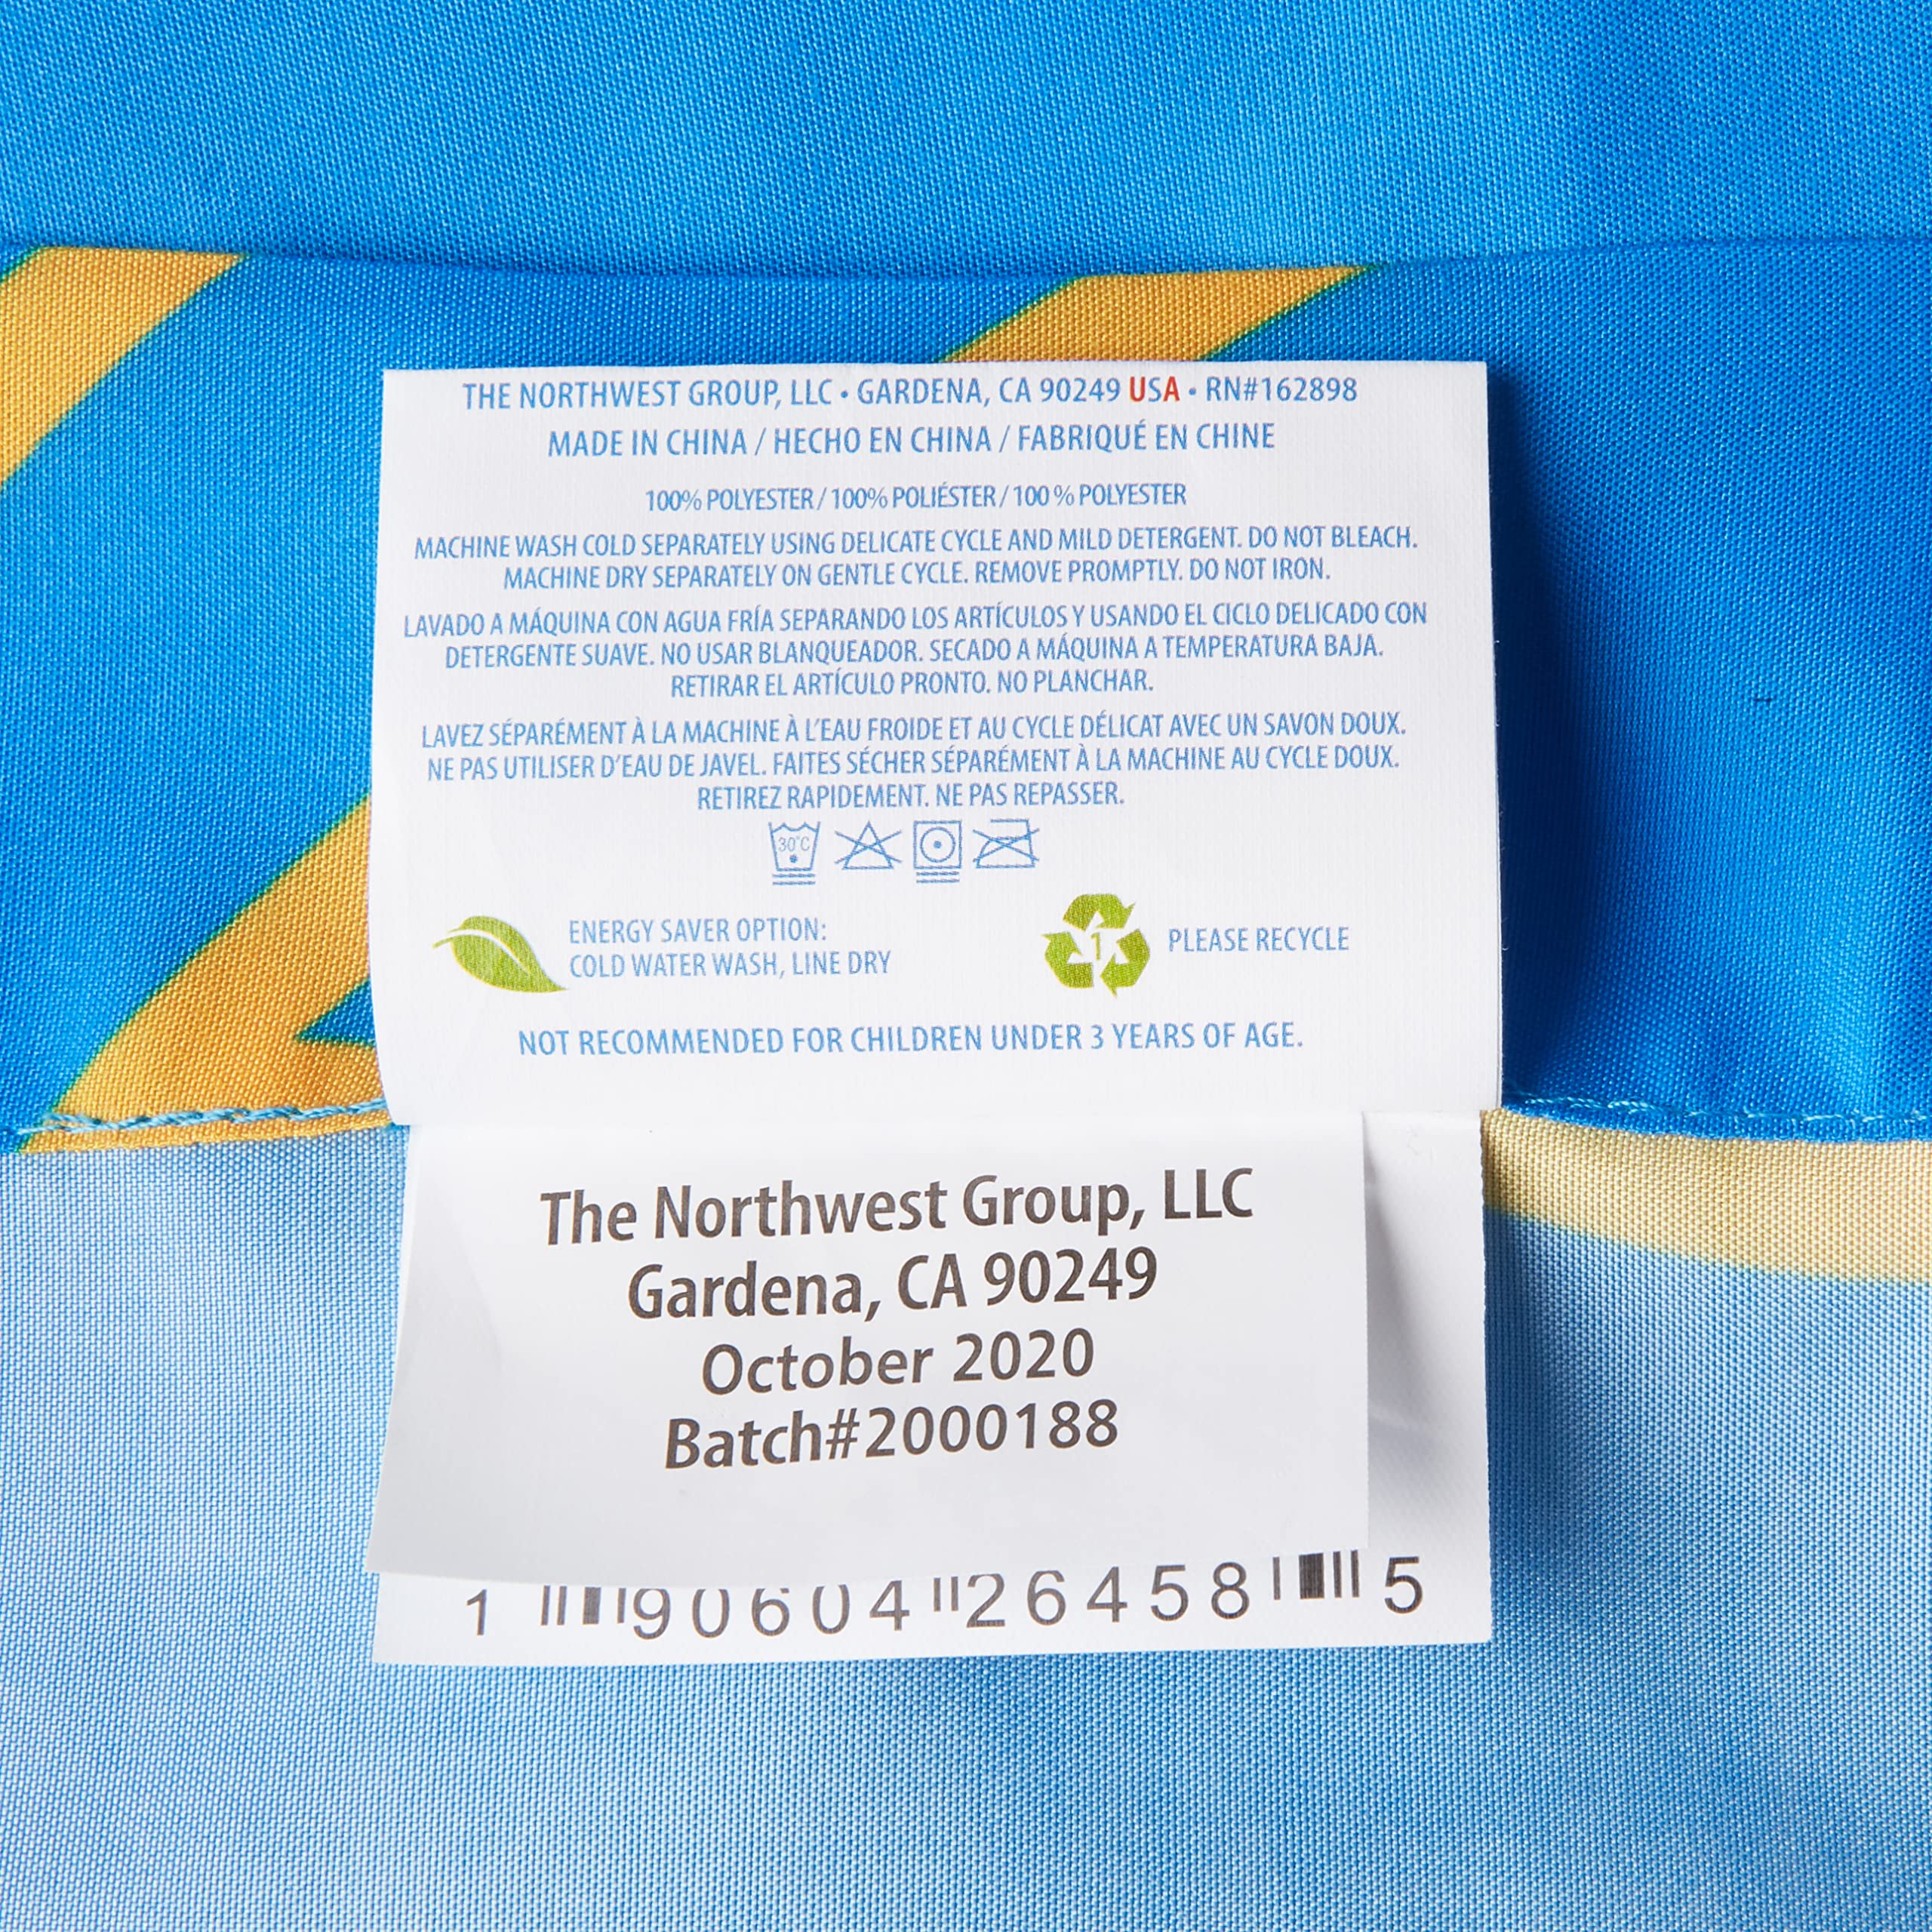 THE NORTHWEST GROUP, LLC • GARDENA, CA 90249 USA • RN#162898
MADE IN CHINA / HECHO EN CHINA / FABRIQUÉ EN CHINE
100% POLYESTER / 100% POLIÉSTER / 100 % POLYESTER
MACHINE WASH COLD SEPARATELY USING DELICATE CYCLE AND MILD DETERGENT. DO NOT BLEACH.
MACHINE DRY SEPARATELY ON GENTLE CYCLE. REMOVE PROMPTLY. DO NOT IRON.
LAVADO A MÁQUINA CON AGUA FRÍA SEPARANDO LOS ARTÍCULOS Y USANDO EL CICLO DELICADO CON
DETERGENTE SUAVE. NO USAR BLANQUEADOR. SECADO A MÁQUINA A TEMPERATURA BAJA.
RETIRAR EL ARTÍCULO PRONTO. NO PLANCHAR.
LAVEZ SÉPARÉMENT À LA MACHINE À L'EAU FROIDE ET AU CYCLE DÉLICAT AVEC UN SAVON DOUX.
NE PAS UTILISER D'EAU DE JAVEL. FAITES SÉCHER SÉPARÉMENT À LA MACHINE AU CYCLE DOUX.
RETIREZ RAPIDEMENT. NE PAS REPASSER.
30°C
ENERGY SAVER OPTION:
COLD WATER WASH, LINE DRY
1
PLEASE RECYCLE
NOT RECOMMENDED FOR CHILDREN UNDER 3 YEARS OF AGE.
The Northwest Group, LLC
Gardena, CA 90249
October 2020
Batch#2000188
1 90604 26458 5